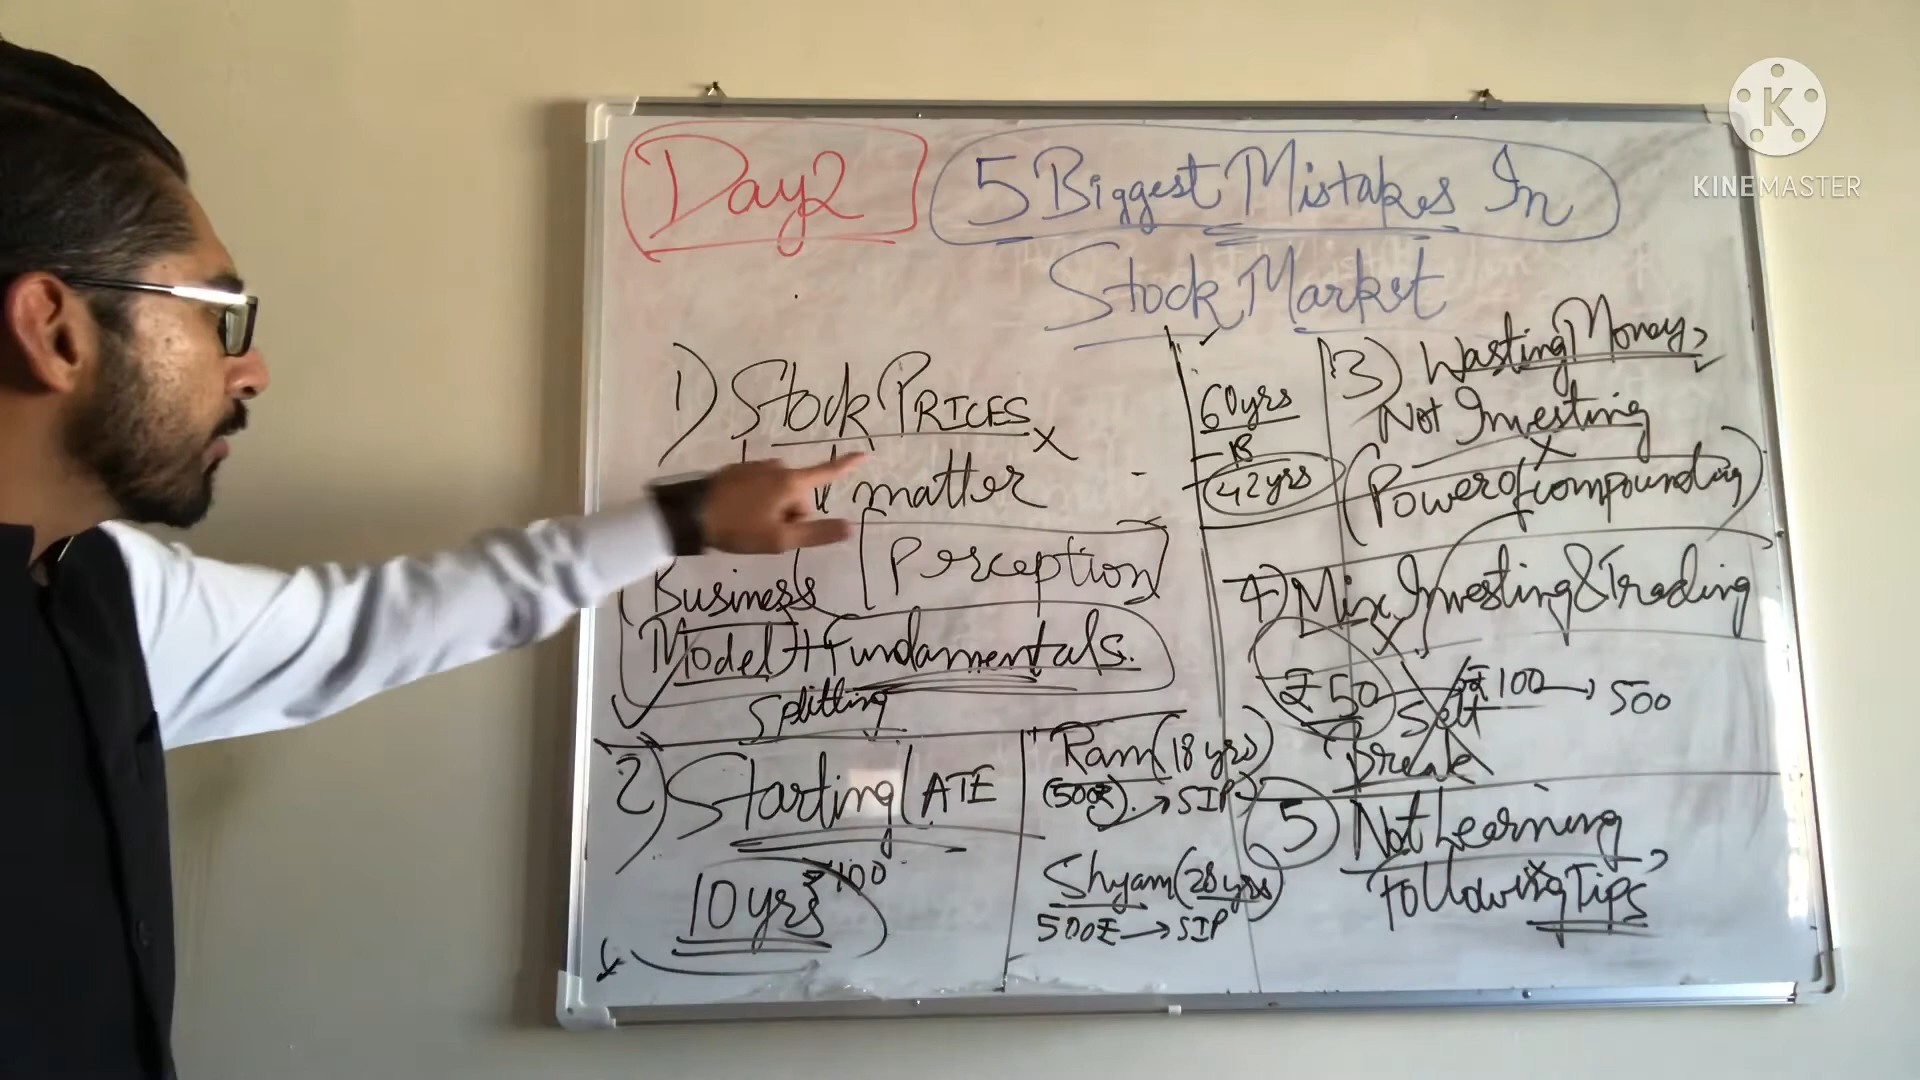 Day2
5 Biggest Mistakes In
Stock Market
1) Stock PRICES
matter
Perception
Business
Model + Fundamentals.
Splitting
2) Starting LATE
10 yrs ₹100
Ram (18 yrs)
(500₹) → SIP
Shyam (28 yrs)
500₹ → SIP
60yrs
- 18
42yrs
3) Wasting Money,
Not Investing
(Power of compounding)
4) Mix Investing & Trading
₹50 ₹100 → 500
Break
5) Not Learning
Following Tips
K
KINEMASTER